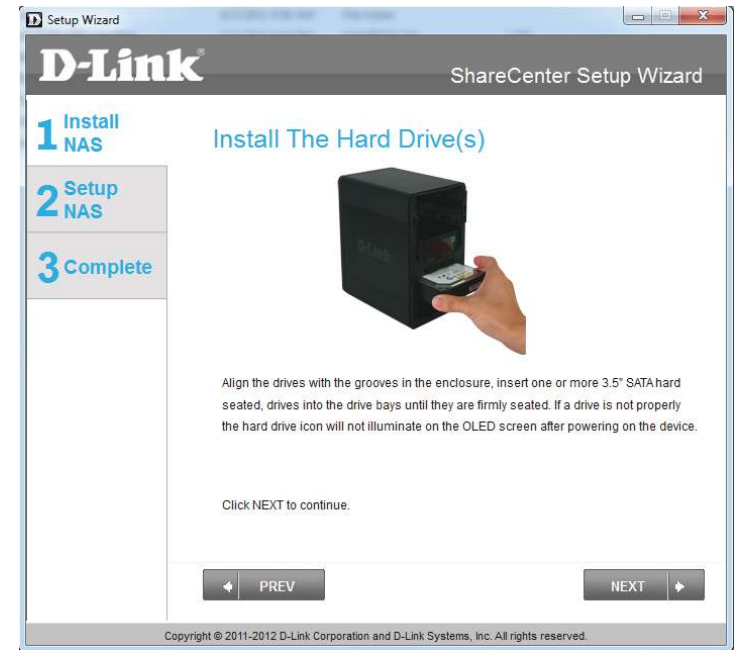 Setup Wizard
D-Link®
ShareCenter Setup Wizard
1 Install
NAS
2 Setup
NAS
3 Complete
Install The Hard Drive(s)
D-Link
Align the drives with the grooves in the enclosure, insert one or more 3.5" SATA hard
seated, drives into the drive bays until they are firmly seated. If a drive is not properly
the hard drive icon will not illuminate on the OLED screen after powering on the device.
Click NEXT to continue.
PREV
NEXT
Copyright © 2011-2012 D-Link Corporation and D-Link Systems, Inc. All rights reserved.